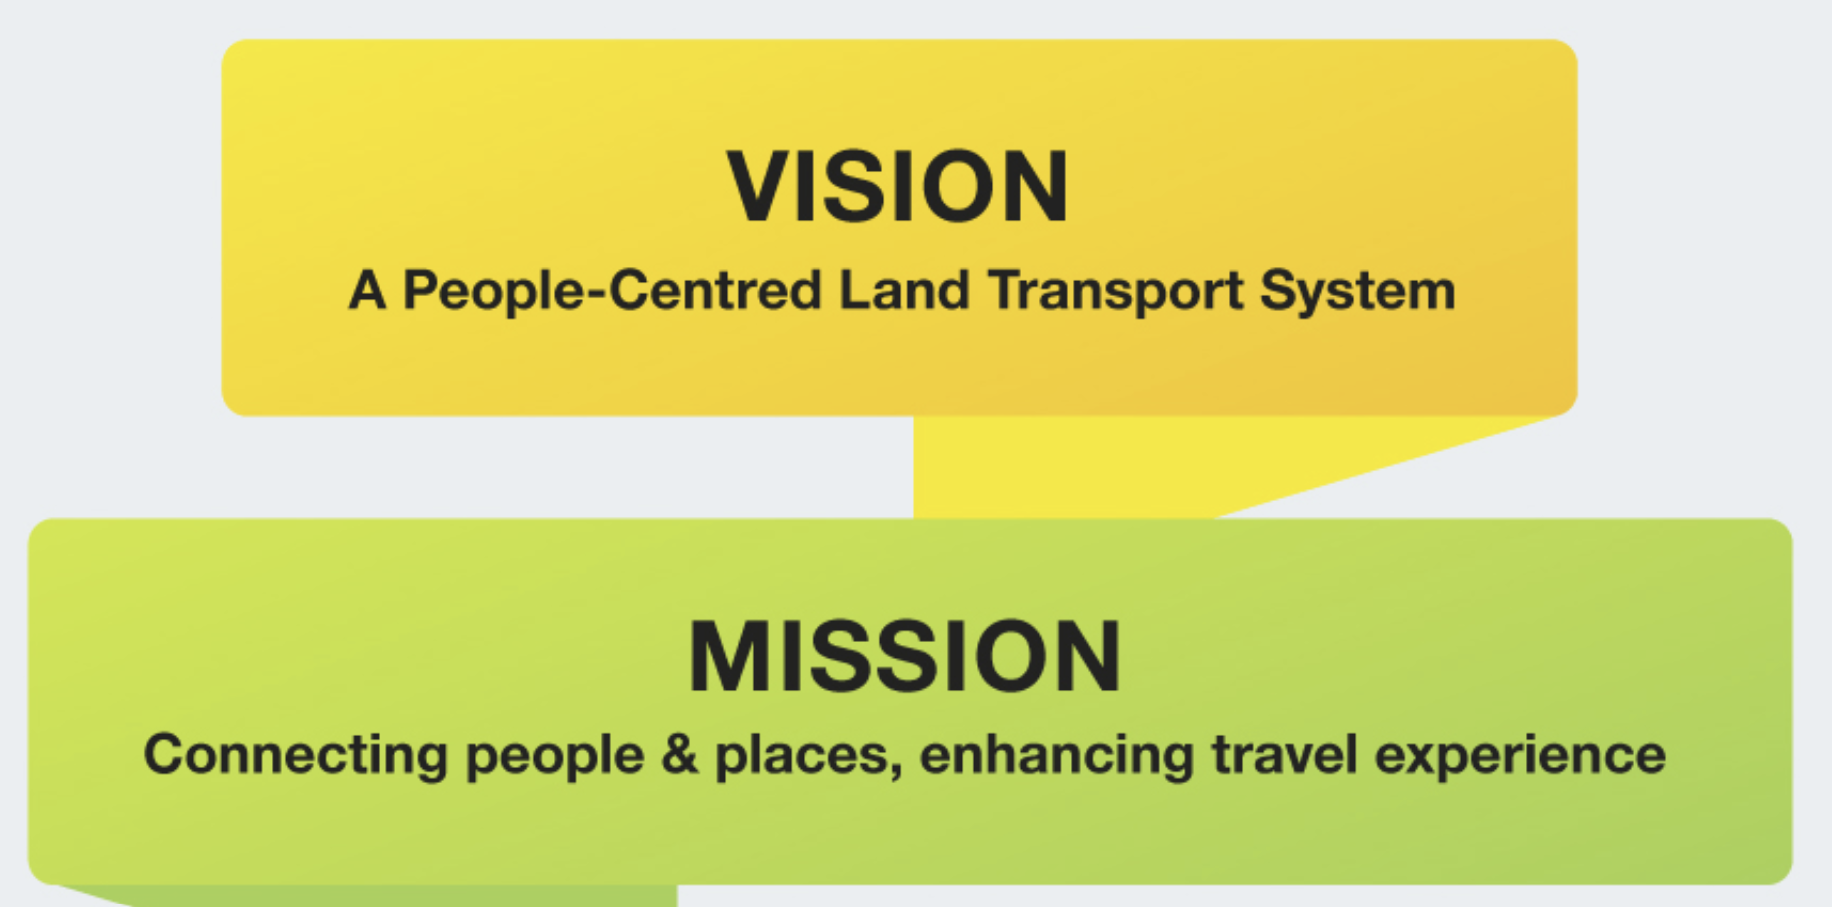 VISION
A People-Centred Land Transport System
MISSION
Connecting people & places, enhancing travel experience